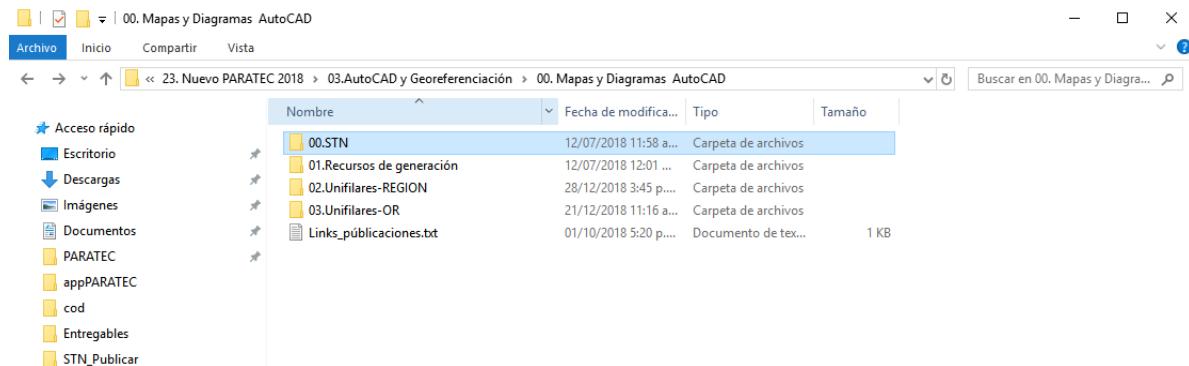 00. Mapas y Diagramas AutoCAD
Archivo Inicio Compartir Vista
« 23. Nuevo PARATEC 2018 › 03.AutoCAD y Georeferenciación › 00. Mapas y Diagramas AutoCAD Buscar en 00. Mapas y Diagra...
Nombre Fecha de modifica... Tipo Tamaño
Acceso rápido
00.STN 12/07/2018 11:58 a... Carpeta de archivos
Escritorio
01.Recursos de generación 12/07/2018 12:01 ... Carpeta de archivos
Descargas
02.Unifilares-REGION 28/12/2018 3:45 p.... Carpeta de archivos
Imágenes
03.Unifilares-OR 21/12/2018 11:16 a... Carpeta de archivos
Documentos
Links_públicaciones.txt 01/10/2018 5:20 p.... Documento de tex... 1 KB
PARATEC
appPARATEC
cod
Entregables
STN_Publicar